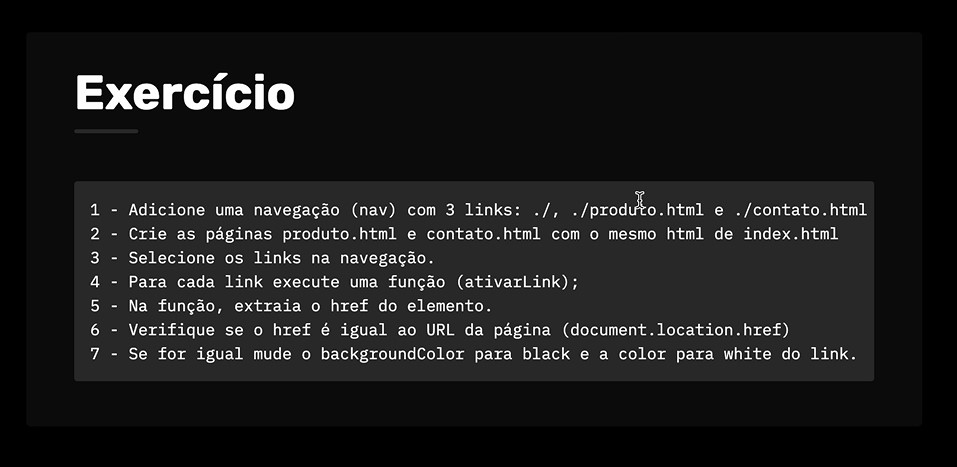 Exercício
1 - Adicione uma navegação (nav) com 3 links: ./, ./produto.html e ./contato.html
2 - Crie as páginas produto.html e contato.html com o mesmo html de index.html
3 - Selecione os links na navegação.
4 - Para cada link execute uma função (ativarLink);
5 - Na função, extraia o href do elemento.
6 - Verifique se o href é igual ao URL da página (document.location.href)
7 - Se for igual mude o backgroundColor para black e a color para white do link.